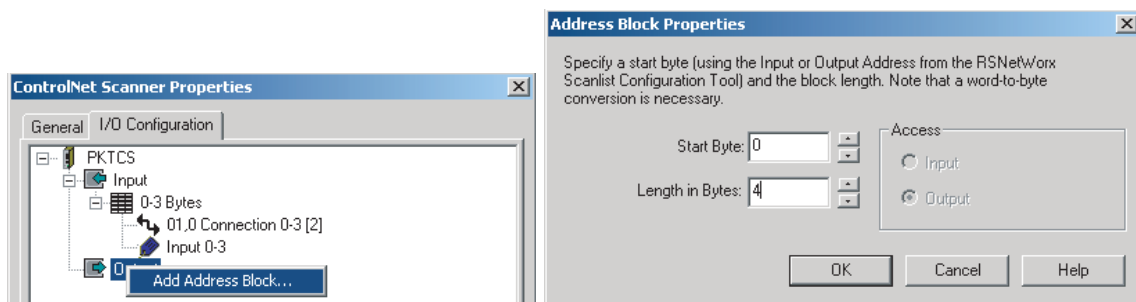 ControlNet Scanner Properties
General
I/O Configuration
PKTCS
Input
0-3 Bytes
01,0 Connection 0-3 [2]
Input 0-3
Add Address Block...
Address Block Properties
Specify a start byte (using the Input or Output Address from the RSNetWorx
Scanlist Configuration Tool) and the block length. Note that a word-to-byte
conversion is necessary.
Start Byte: 0
Length in Bytes: 4
Access
Input
Output
OK
Cancel
Help